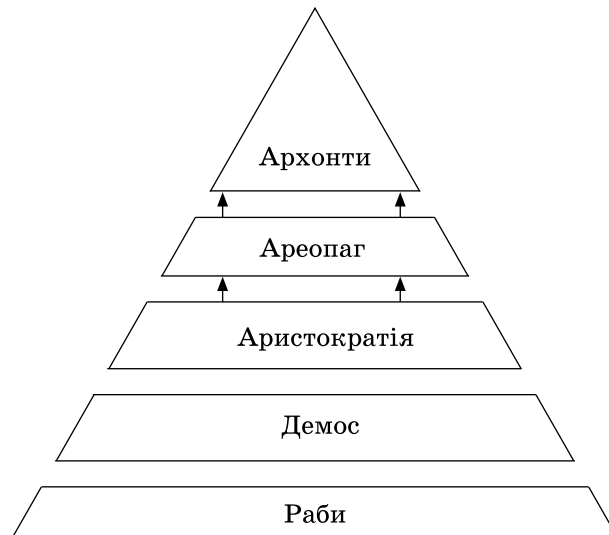 Архонти
Ареопаг
Аристократія
Демос
Раби